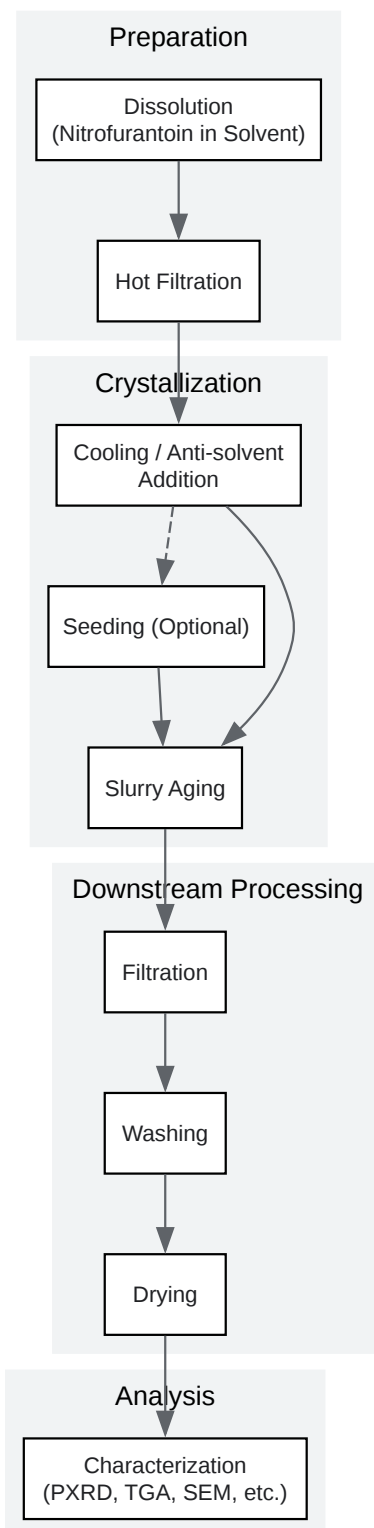 Preparation
Dissolution
(Nitrofurantoin in Solvent)
Hot Filtration
Crystallization
Cooling / Anti-solvent
Addition
Seeding (Optional)
Slurry Aging
Downstream Processing
Filtration
Washing
Drying
Analysis
Characterization
(PXRD, TGA, SEM, etc.)